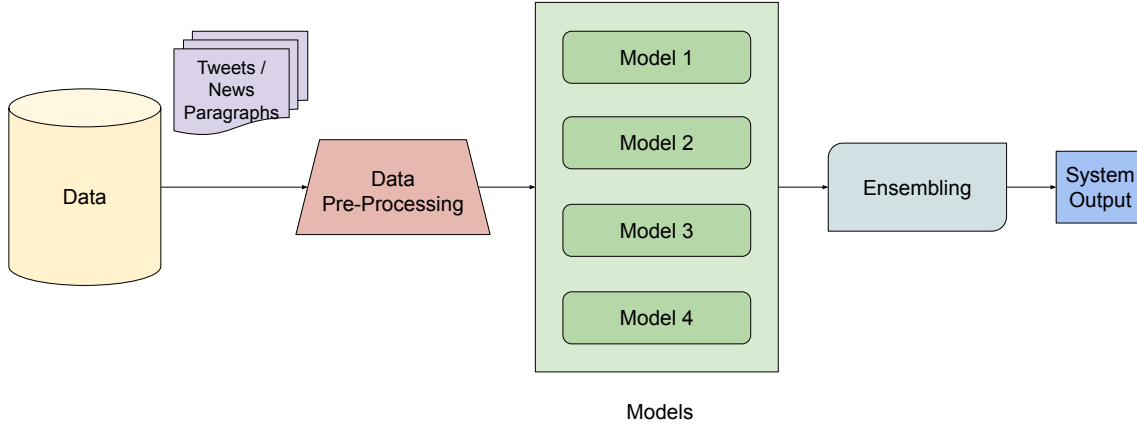 Tweets /
News
Paragraphs
Data
Data
Pre-Processing
Model 1
Model 2
Model 3
Model 4
Models
Ensembling
System
Output